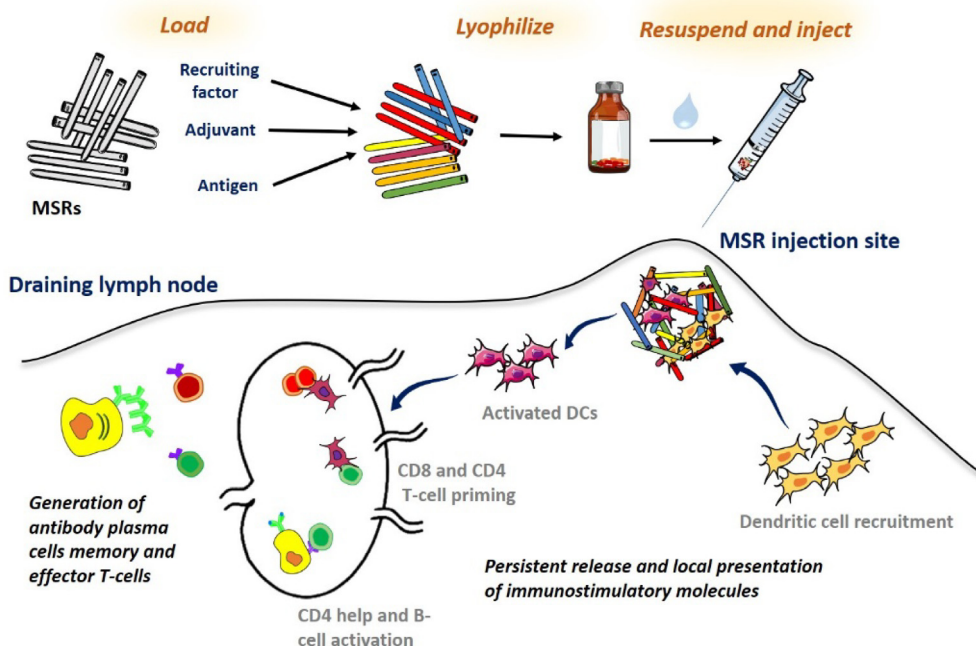 Load
Lyophilize
Resuspend and inject
Recruiting
factor
Adjuvant
Antigen
MSRs
MSR injection site
Draining lymph node
Activated DCs
CD8 and CD4
T-cell priming
Dendritic cell recruitment
Generation of
antibody plasma
cells memory and
effector T-cells
Persistent release and local presentation
of immunostimulatory molecules
CD4 help and B-
cell activation